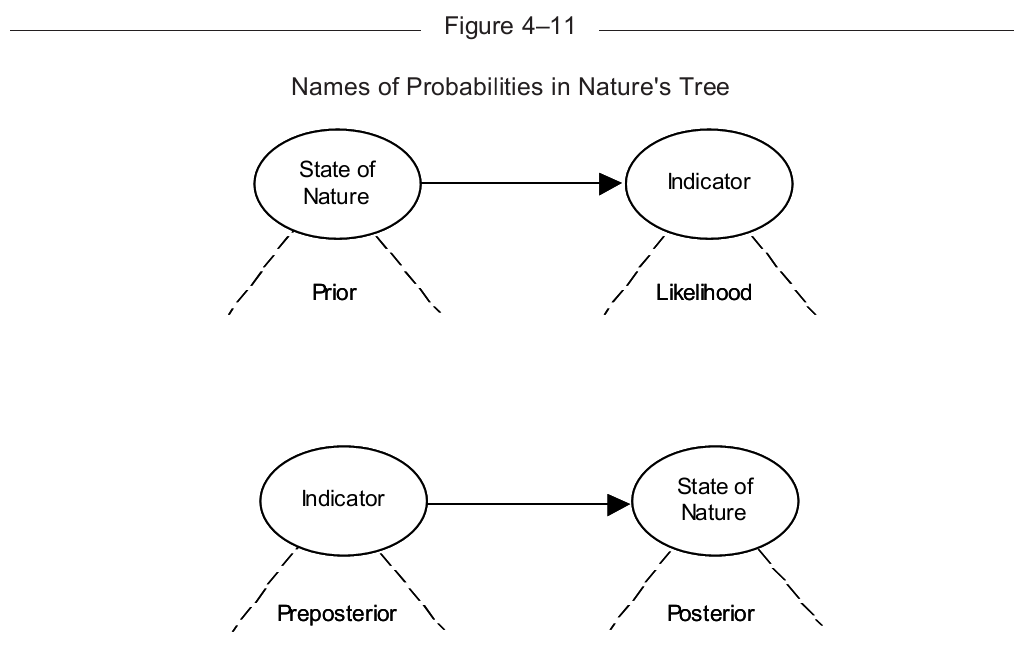 Figure 4–11
Names of Probabilities in Nature's Tree
State of
Nature
Indicator
Prior
Likelihood
Indicator
State of
Nature
Preposterior
Posterior